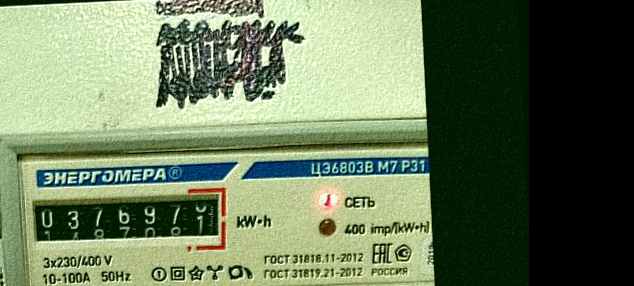 ЭНЕРГОМЕРА®
ЦЭ6803В М7 Р31
037697
kW•h
СЕТЬ
400 imp/(kW•h)
3x230/400 V
10-100A 50Hz
ГОСТ 31818.11-2012
ГОСТ 31819.21-2012
ЕАС
РОССИЯ